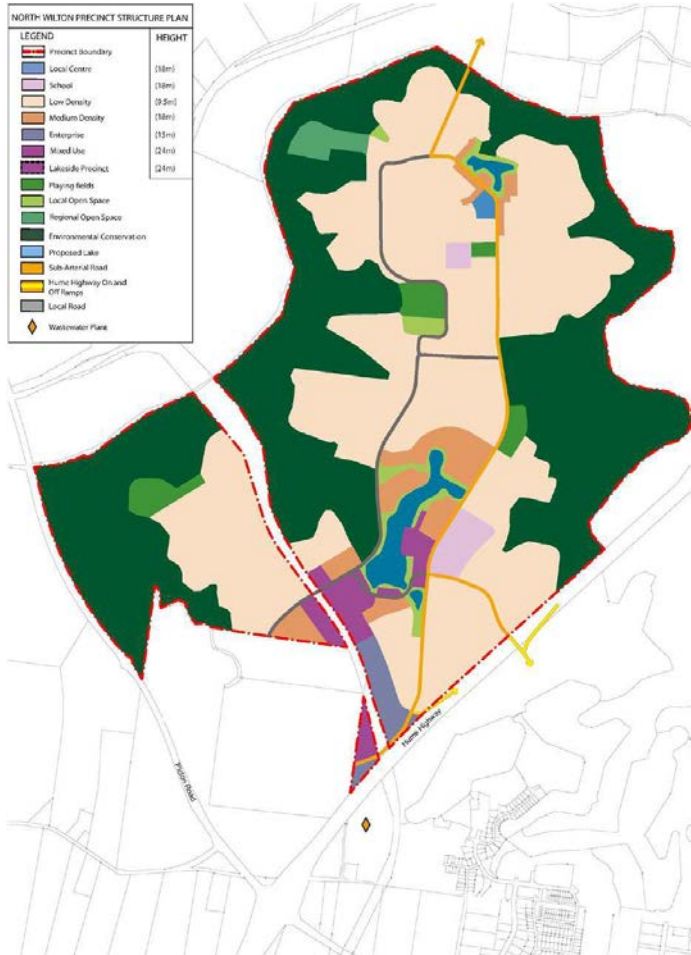 NORTH WILTON PRECINCT STRUCTURE PLAN
LEGEND HEIGHT
Precinct Boundary
Local Centre (18m)
School (18m)
Low Density (9.5m)
Medium Density (18m)
Enterprise (15m)
Mixed Use (24m)
Lakeside Precinct (24m)
Playing fields
Local Open Space
Regional Open Space
Environmental Conservation
Proposed Lake
Sub-Arterial Road
Hume Highway On and
Off Ramps
Local Road
Wastewater Plant
Hume Highway
Picton Road